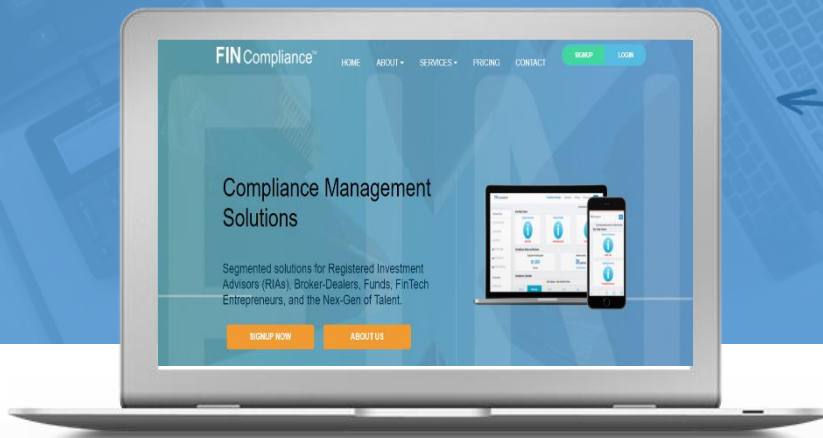 FIN Compliance™
HOME ABOUT SERVICES PRICING CONTACT
SIGNUP LOGIN
FIN
Compliance Management
Solutions
Segmented solutions for Registered Investment
Advisors (RIAs), Broker-Dealers, Funds, FinTech
Entrepreneurs, and the Nex-Gen of Talent.
SIGNUP NOW ABOUT US